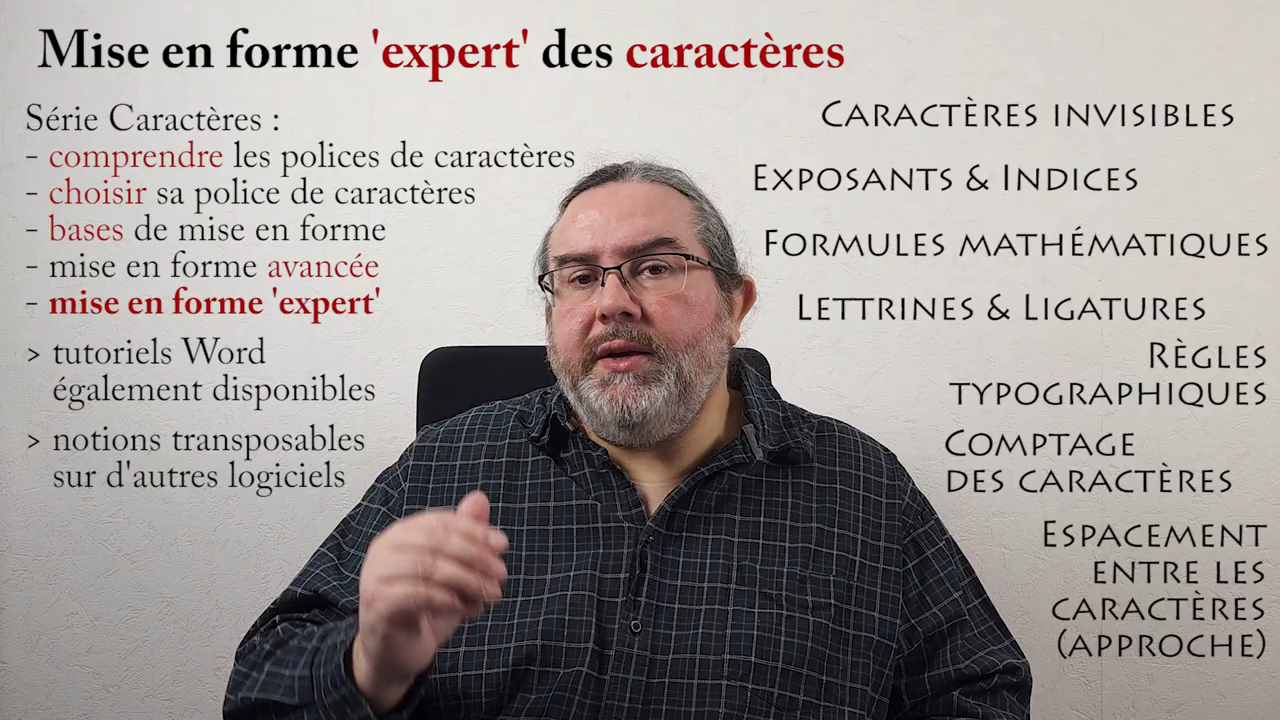 Mise en forme 'expert' des caractères
Série Caractères :
- comprendre les polices de caractères
- choisir sa police de caractères
- bases de mise en forme
- mise en forme avancée
- mise en forme 'expert'
> tutoriels Word
également disponibles
> notions transposables
sur d'autres logiciels
CARACTÈRES INVISIBLES
EXPOSANTS & INDICES
FORMULES MATHÉMATIQUES
LETTRINES & LIGATURES
RÈGLES
TYPOGRAPHIQUES
COMPTAGE
DES CARACTÈRES
ESPACEMENT
ENTRE LES
CARACTÈRES
(APPROCHE)